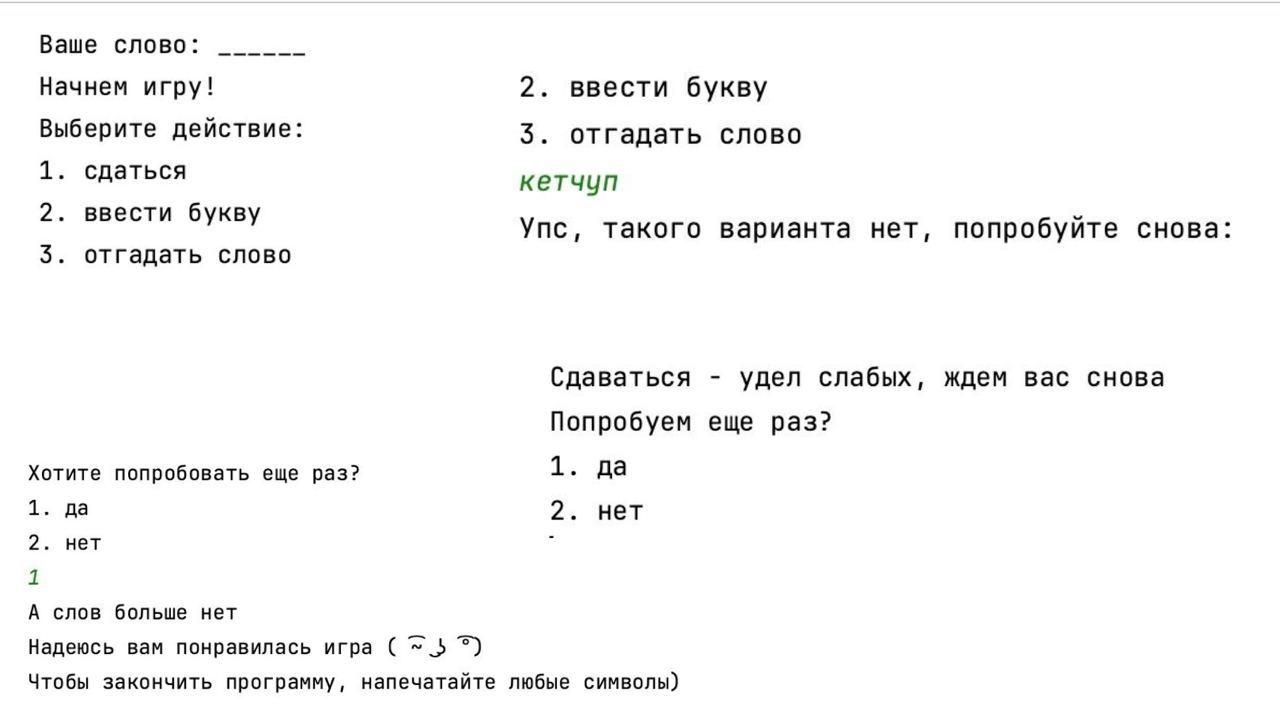 Ваше слово: ______
Начнем игру!
Выберите действие:
1. сдаться
2. ввести букву
3. отгадать слово
2. ввести букву
3. отгадать слово
кетчуп
Упс, такого варианта нет, попробуйте снова:
Сдаваться - удел слабых, ждем вас снова
Попробуем еще раз?
1. да
2. нет
Хотите попробовать еще раз?
1. да
2. нет
1
А слов больше нет
Надеюсь вам понравилась игра ( ͡~ ͜ʖ ͡°)
Чтобы закончить программу, напечатайте любые символы)